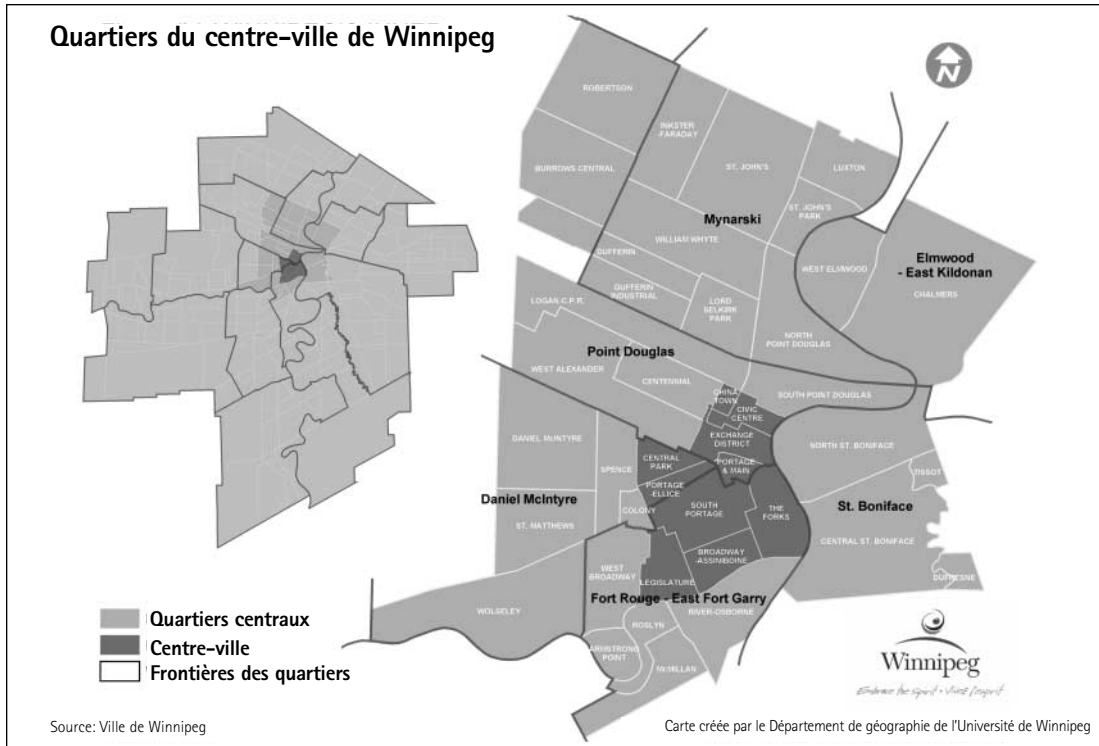 Quartiers du centre-ville de Winnipeg
N
ROBERTSON
INKSTER
-FARADAY
BURROWS CENTRAL
ST. JOHN'S
LUXTON
ST. JOHN'S
PARK
Mynarski
WILLIAM WHYTE
DUFFERIN
WEST ELMWOOD
Elmwood
- East Kildonan
CHALMERS
DUFFERIN
INDUSTRIAL
LORD
SELKIRK
PARK
LOGAN C.P.R.
NORTH
POINT DOUGLAS
Point Douglas
WEST ALEXANDER
CENTENNIAL
CHINA
TOWN
CIVIC
CENTRE
SOUTH POINT DOUGLAS
EXCHANGE
DISTRICT
DANIEL McINTYRE
NORTH ST. BONIFACE
CENTRAL
PARK
PORTAGE
& MAIN
SPENCE
TISSOT
PORTAGE
-ELLICE
Daniel McIntyre
COLONY
SOUTH
PORTAGE
THE
FORKS
St. Boniface
ST. MATTHEWS
CENTRAL ST. BONIFACE
BROADWAY
-ASSINIBOINE
WEST
BROADWAY
LEGISLATURE
DUFRESNE
Fort Rouge - East Fort Garry
WOLSELEY
RIVER-OSBORNE
ROSLYN
ARMSTRONG
POINT
McMILLAN
Quartiers centraux
Centre-ville
Frontières des quartiers
Winnipeg
Embrace the Spirit · Vivez l'esprit
Source: Ville de Winnipeg
Carte créée par le Département de géographie de l'Université de Winnipeg